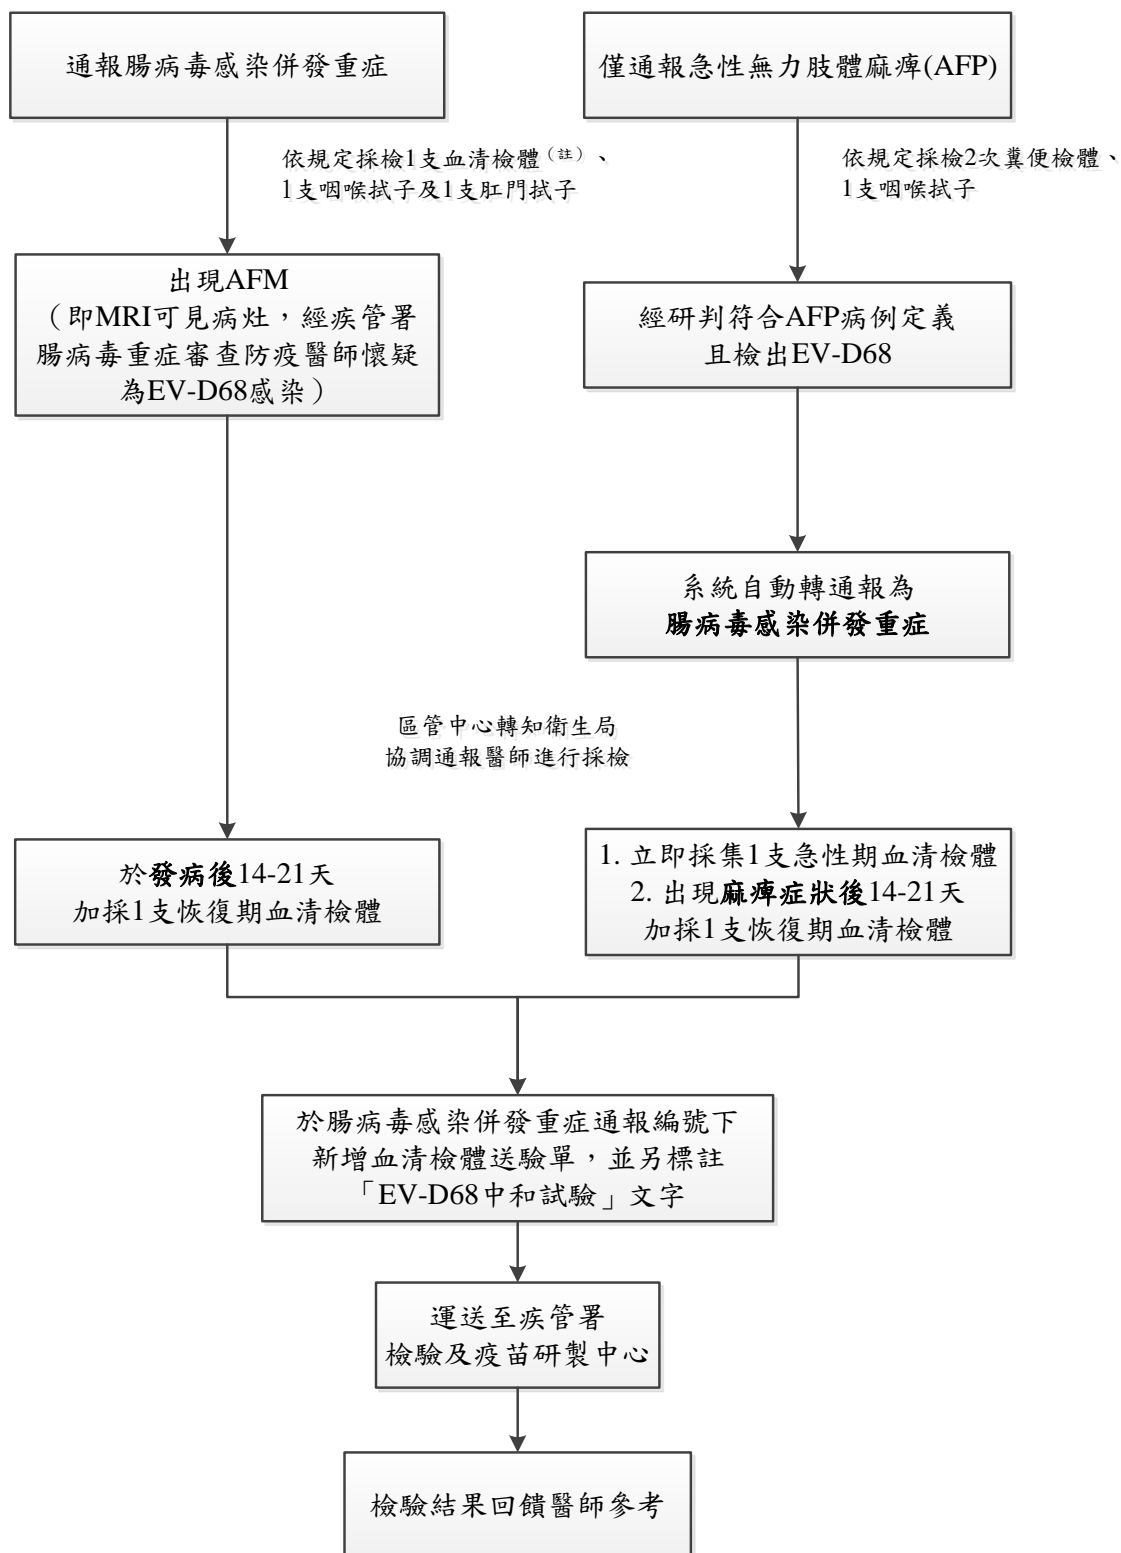 通報腸病毒感染併發重症
僅通報急性無力肢體麻痺(AFP)
依規定採檢1支血清檢體（註）、
1支咽喉拭子及1支肛門拭子
依規定採檢2次糞便檢體、
1支咽喉拭子
出現AFM
（即MRI可見病灶，經疾管署
腸病毒重症審查防疫醫師懷疑
為EV-D68感染）
經研判符合AFP病例定義
且檢出EV-D68
系統自動轉通報為
腸病毒感染併發重症
區管中心轉知衛生局
協調通報醫師進行採檢
於發病後14-21天
加採1支恢復期血清檢體
1. 立即採集1支急性期血清檢體
2. 出現麻痺症狀後14-21天
加採1支恢復期血清檢體
於腸病毒感染併發重症通報編號下
新增血清檢體送驗單，並另標註
「EV-D68中和試驗」文字
運送至疾管署
檢驗及疫苗研製中心
檢驗結果回饋醫師參考